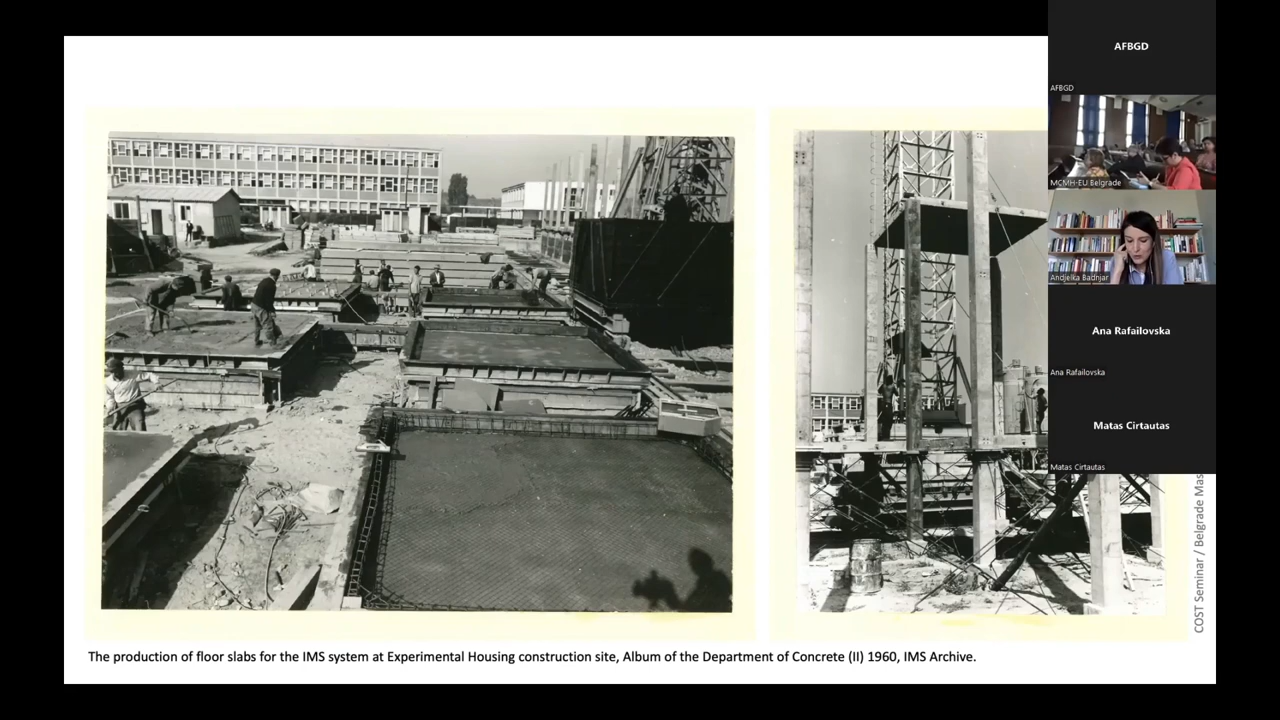 AFBGD
AFBGD
MCMH-EU Belgrade
Andjelka Badnjar
Ana Rafailovska
Ana Rafailovska
Matas Cirtautas
Matas Cirtautas
COST Seminar / Belgrade Mas
The production of floor slabs for the IMS system at Experimental Housing construction site, Album of the Department of Concrete (II) 1960, IMS Archive.